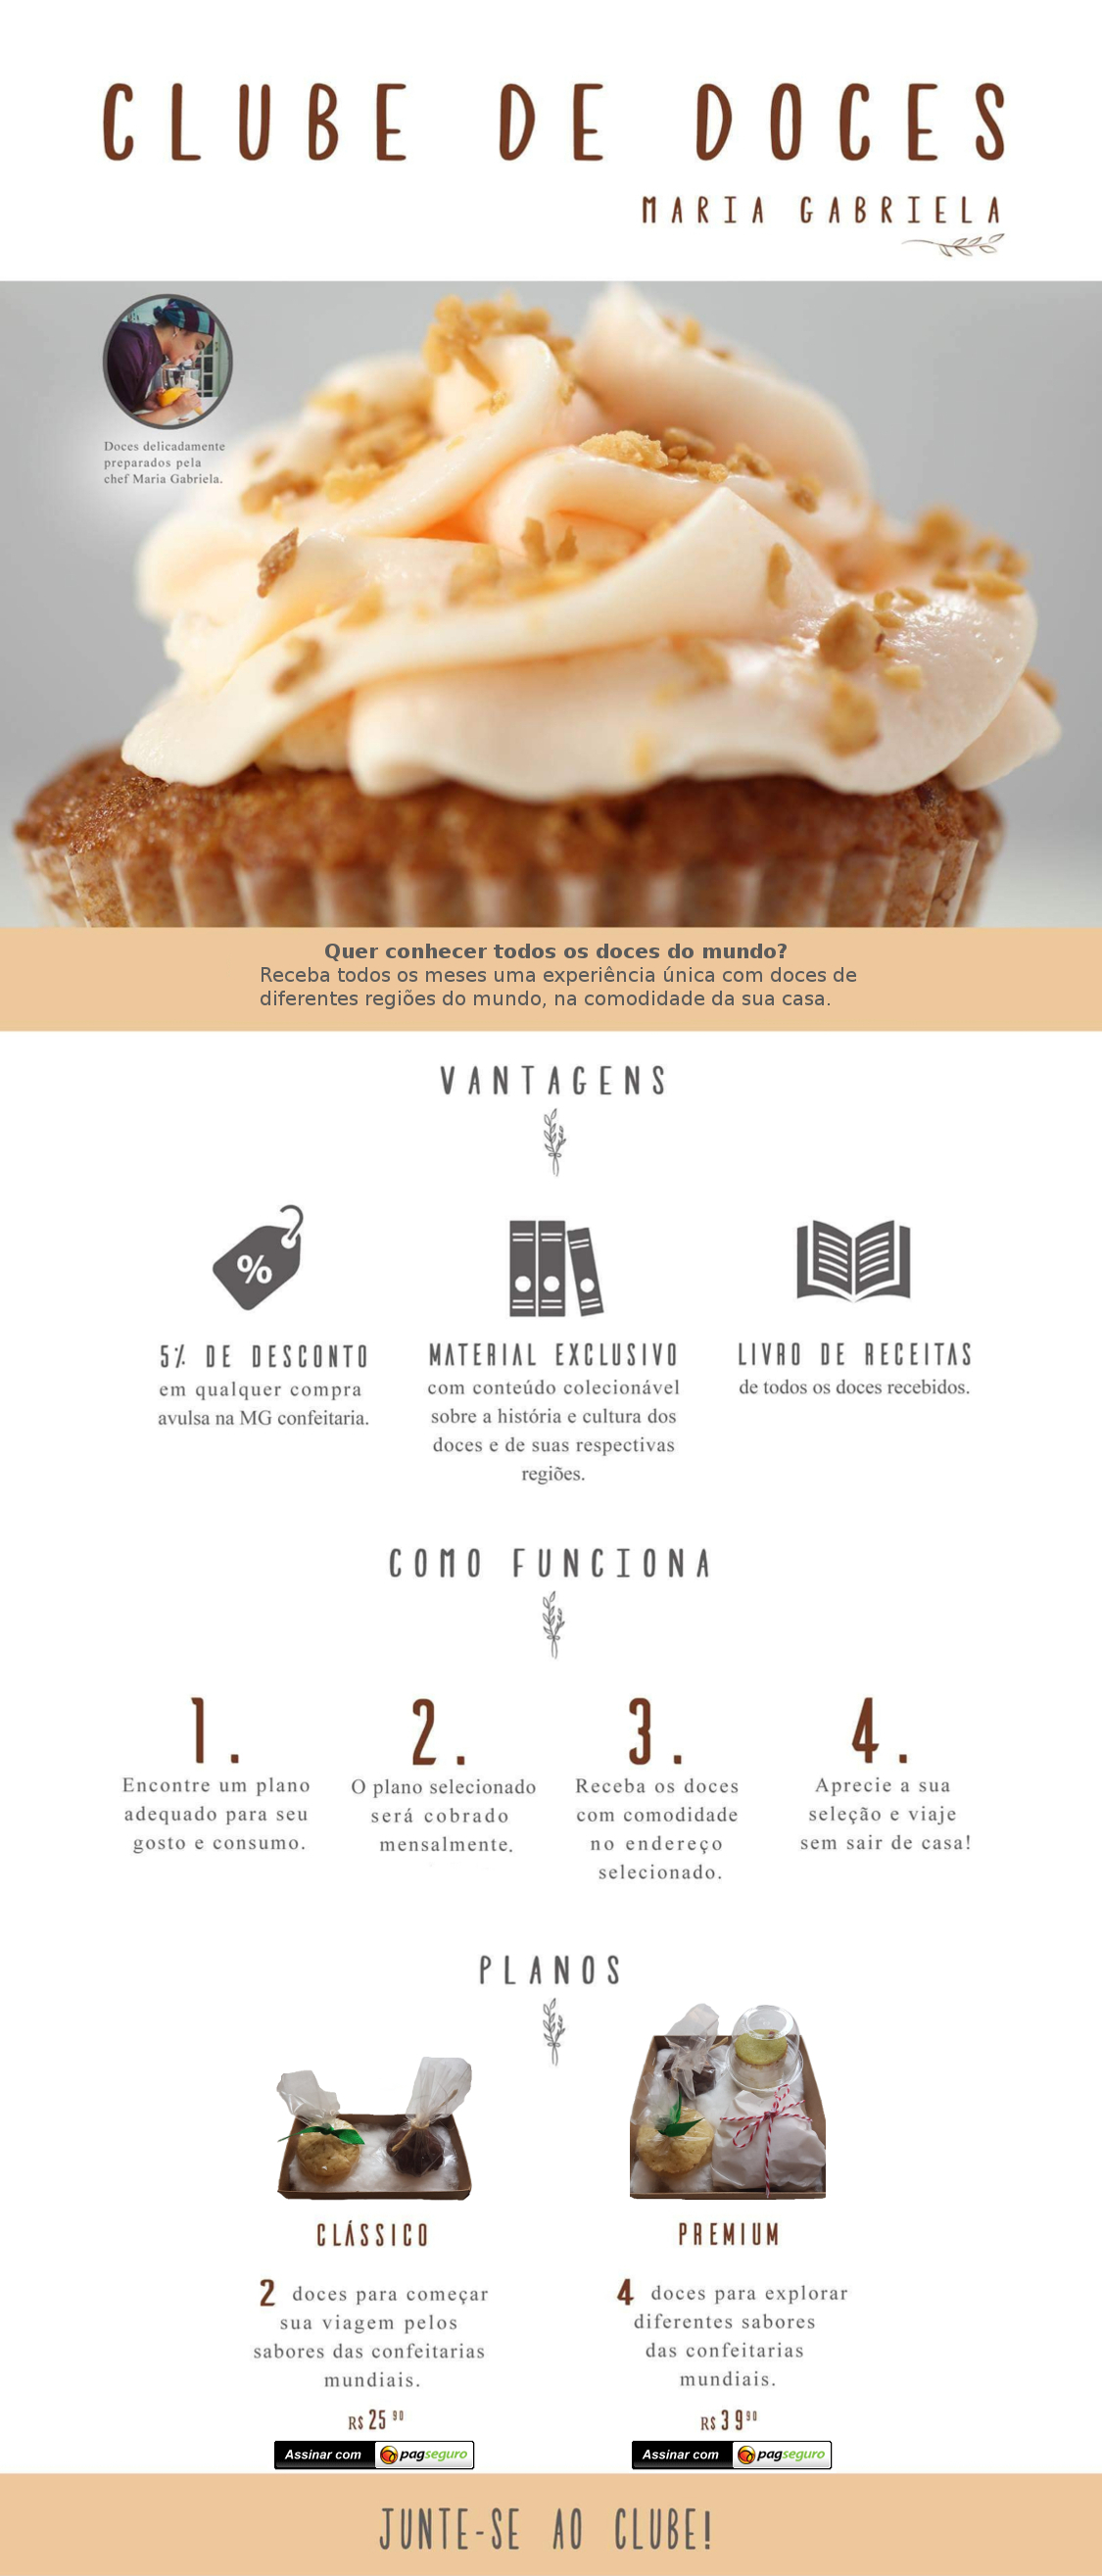 CLUBE DE DOCES
MARIA GABRIELA
Doces delicadamente
preparados pela
chef Maria Gabriela.
Quer conhecer todos os doces do mundo?
Receba todos os meses uma experiência única com doces de
diferentes regiões do mundo, na comodidade da sua casa.
VANTAGENS
%
5% DE DESCONTO
em qualquer compra
avulsa na MG confeitaria.
MATERIAL EXCLUSIVO
com conteúdo colecionável
sobre a história e cultura dos
doces e de suas respectivas
regiões.
LIVRO DE RECEITAS
de todos os doces recebidos.
COMO FUNCIONA
1.
Encontre um plano
adequado para seu
gosto e consumo.
2.
O plano selecionado
será cobrado
mensalmente.
3.
Receba os doces
com comodidade
no endereço
selecionado.
4.
Aprecie a sua
seleção e viaje
sem sair de casa!
PLANOS
CLÁSSICO
2 doces para começar
sua viagem pelos
sabores das confeitarias
mundiais.
R$ 25 90
Assinar com pagseguro
PREMIUM
4 doces para explorar
diferentes sabores
das confeitarias
mundiais.
R$ 39 90
Assinar com pagseguro
JUNTE-SE AO CLUBE!